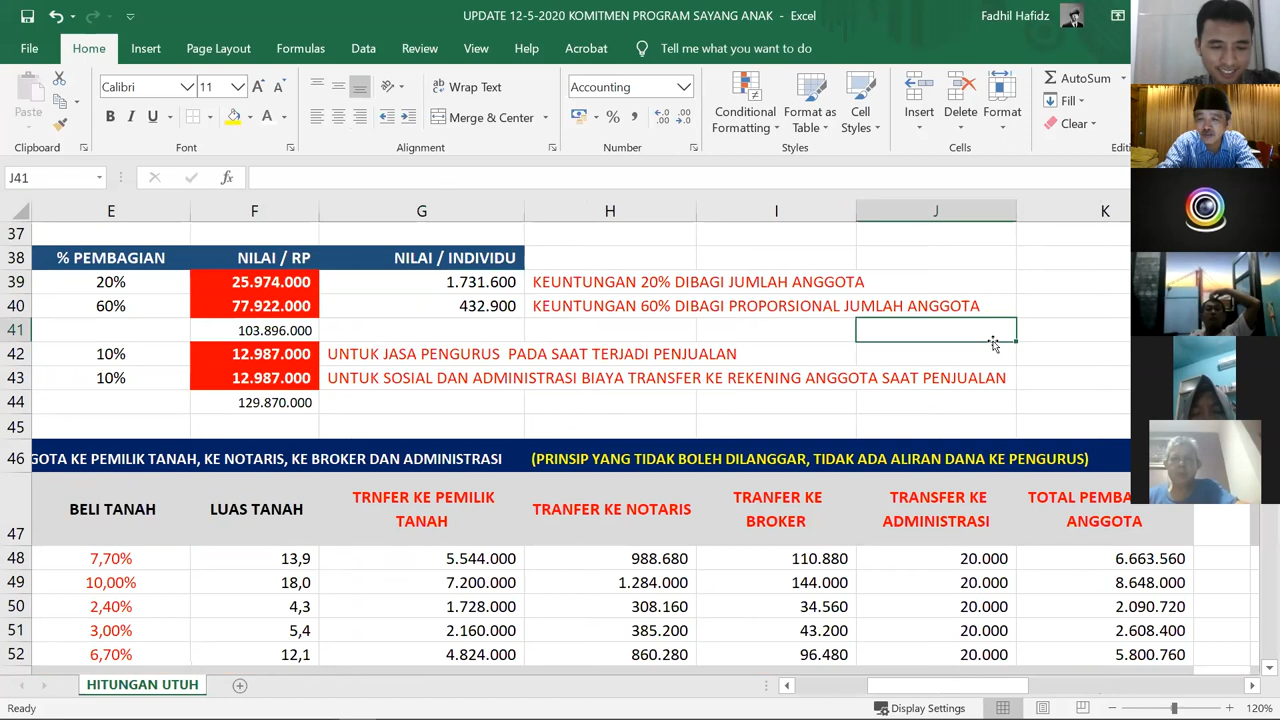 UPDATE 12-5-2020 KOMITMEN PROGRAM SAYANG ANAK - Excel
Fadhil Hafidz
File Home Insert Page Layout Formulas Data Review View Help Acrobat Tell me what you want to do
Paste
Calibri 11
B I U
Wrap Text
Merge & Center
Accounting
Conditional Formatting
Format as Table
Cell Styles
Insert Delete Format
AutoSum
Fill
Clear
Clipboard Font Alignment Number Styles Cells
J41 fx
E F G H I J K
37
38 % PEMBAGIAN NILAI / RP NILAI / INDIVIDU
39 20% 25.974.000 1.731.600 KEUNTUNGAN 20% DIBAGI JUMLAH ANGGOTA
40 60% 77.922.000 432.900 KEUNTUNGAN 60% DIBAGI PROPORSIONAL JUMLAH ANGGOTA
41 103.896.000
42 10% 12.987.000 UNTUK JASA PENGURUS PADA SAAT TERJADI PENJUALAN
43 10% 12.987.000 UNTUK SOSIAL DAN ADMINISTRASI BIAYA TRANSFER KE REKENING ANGGOTA SAAT PENJUALAN
44 129.870.000
45
46 GOTA KE PEMILIK TANAH, KE NOTARIS, KE BROKER DAN ADMINISTRASI (PRINSIP YANG TIDAK BOLEH DILANGGAR, TIDAK ADA ALIRAN DANA KE PENGURUS)
47 BELI TANAH LUAS TANAH TRNFER KE PEMILIK TANAH TRANFER KE NOTARIS TRANFER KE BROKER TRANSFER KE ADMINISTRASI TOTAL PEMBA ANGGOTA
48 7,70% 13,9 5.544.000 988.680 110.880 20.000 6.663.560
49 10,00% 18,0 7.200.000 1.284.000 144.000 20.000 8.648.000
50 2,40% 4,3 1.728.000 308.160 34.560 20.000 2.090.720
51 3,00% 5,4 2.160.000 385.200 43.200 20.000 2.608.400
52 6,70% 12,1 4.824.000 860.280 96.480 20.000 5.800.760
HITUNGAN UTUH
Ready
Display Settings
120%